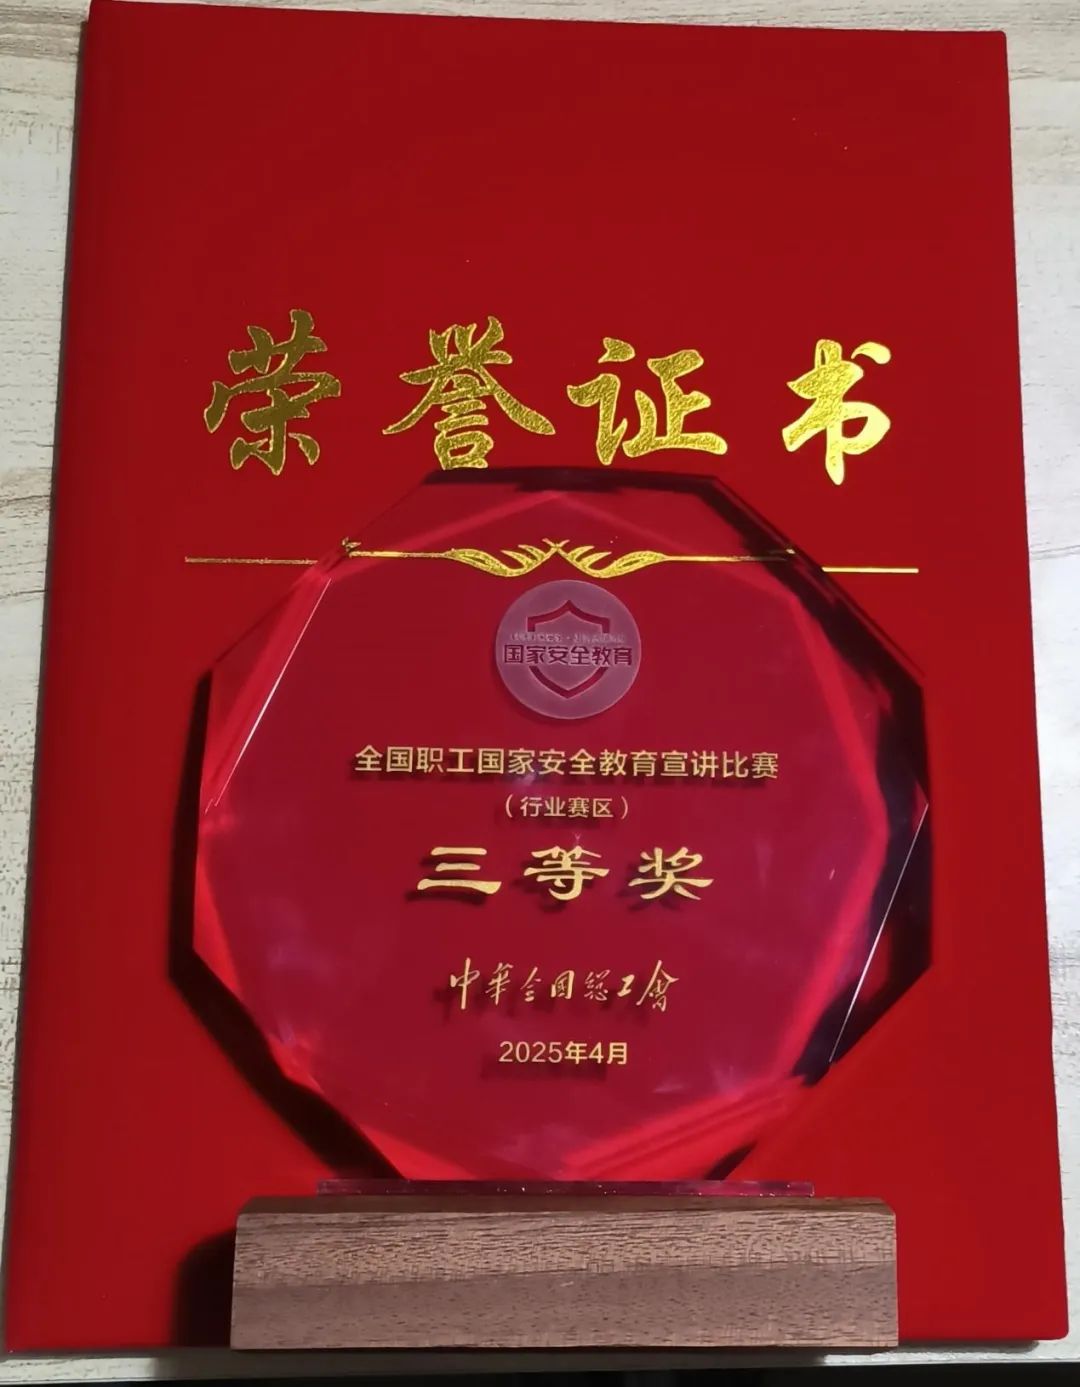 荣誉证书
国家安全教育
全国职工国家安全教育宣讲比赛
（行业赛区）
三等奖
中華全国総工會
2025年4月